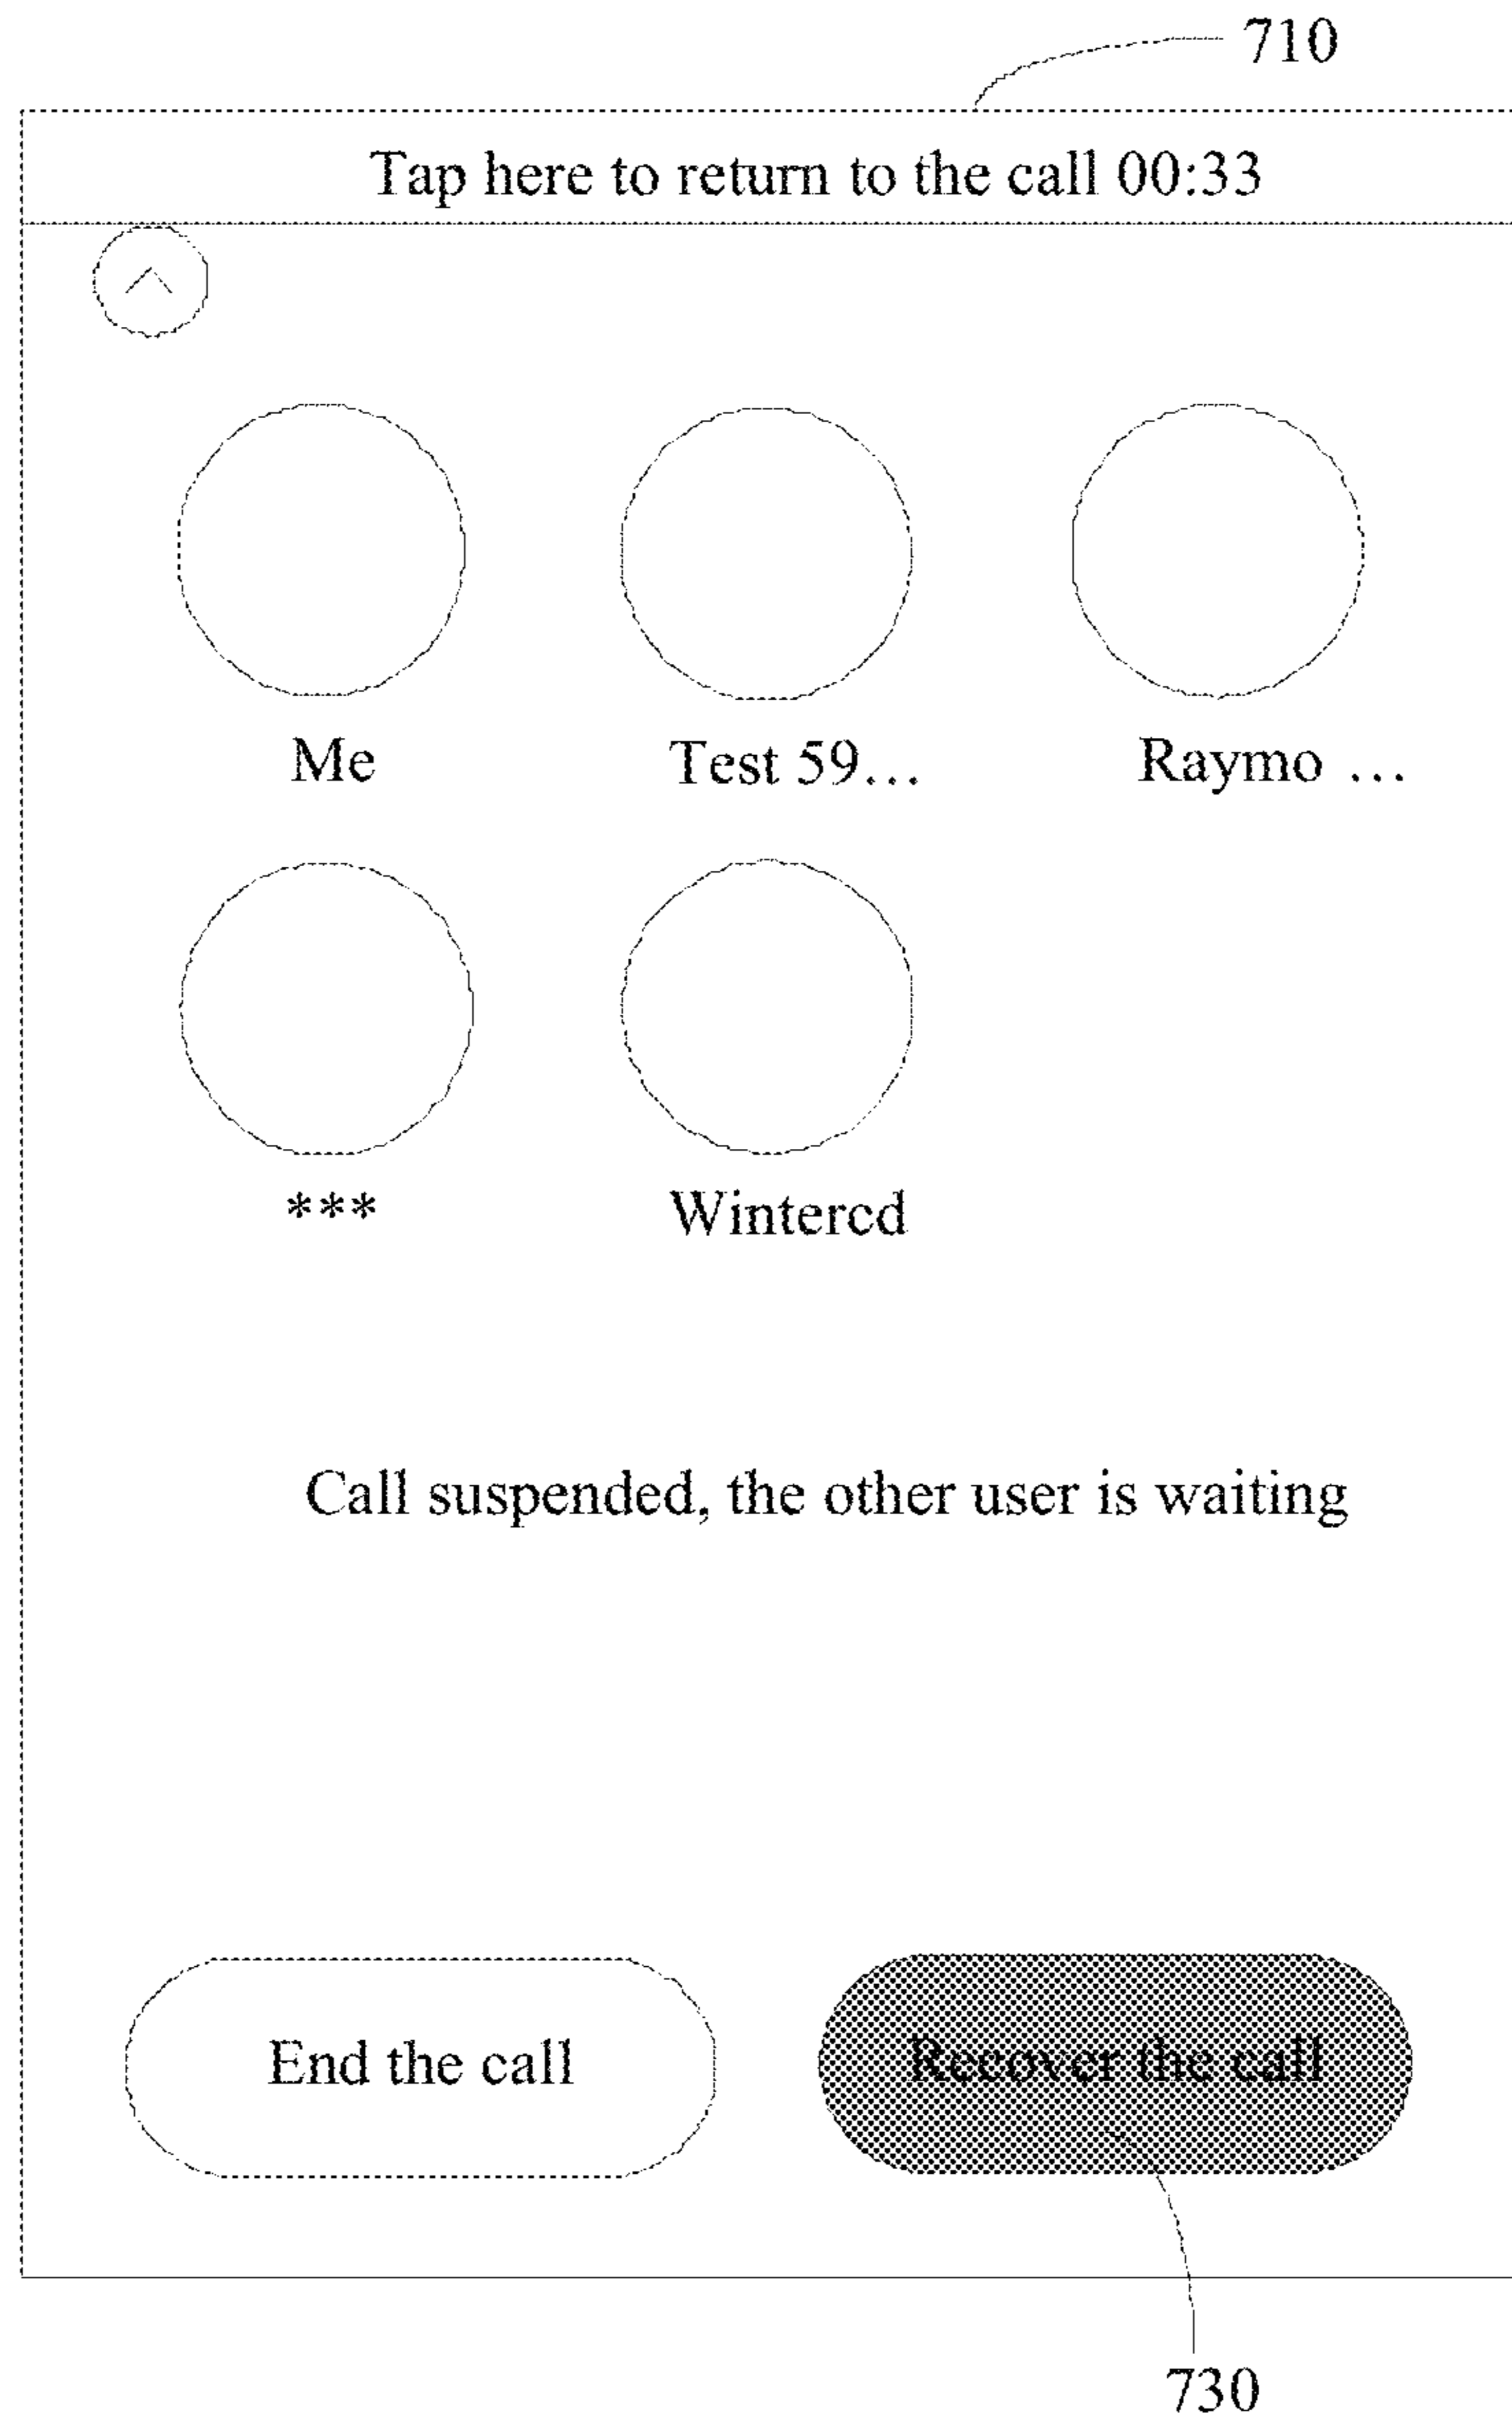 710
Tap here to return to the call 00:33
Me Test 59... Raymo ...
*** Wintercd
Call suspended, the other user is waiting
End the call Recover the call
730